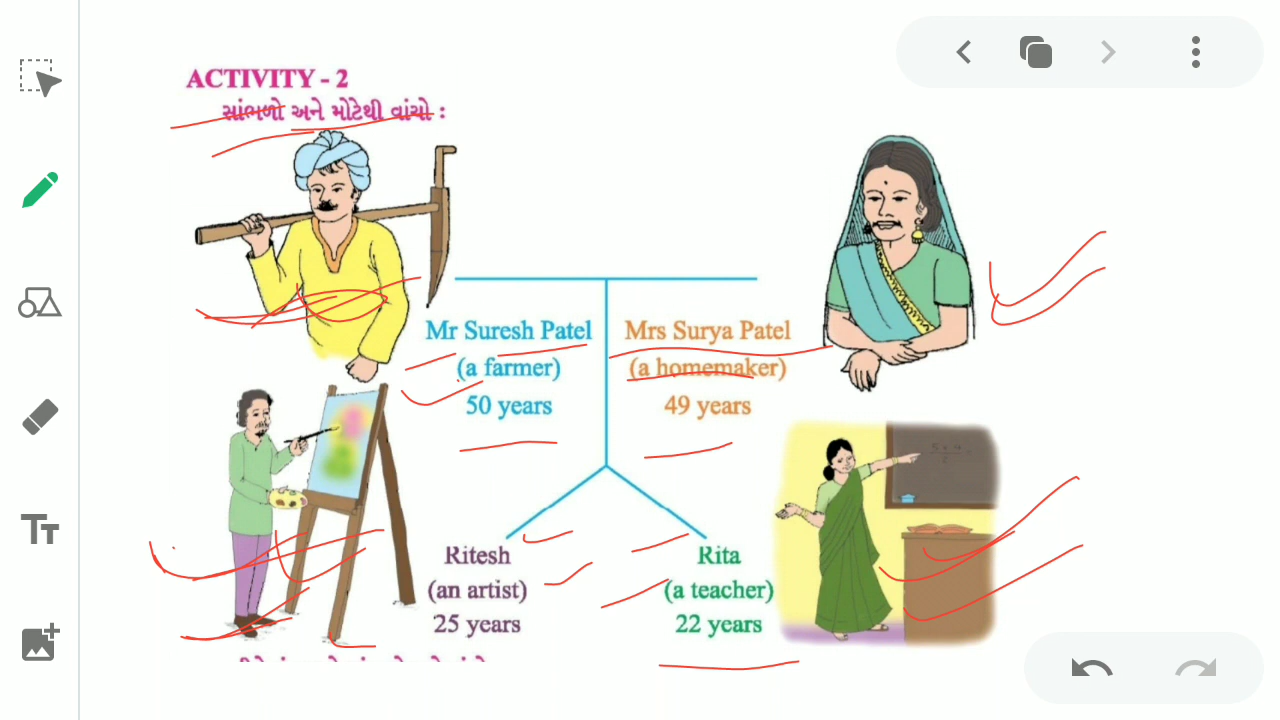 ACTIVITY - 2
સાંભળો અને મોટેથી વાંચો :
Mr Suresh Patel
(a farmer)
50 years
Mrs Surya Patel
(a homemaker)
49 years
Ritesh
(an artist)
25 years
Rita
(a teacher)
22 years